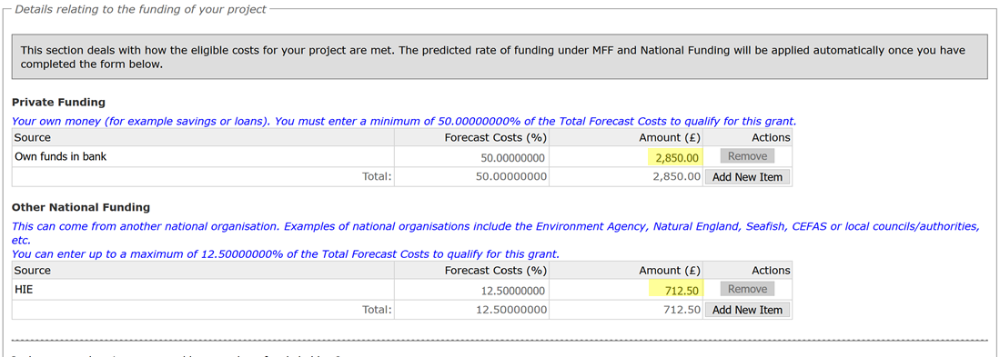 Details relating to the funding of your project
This section deals with how the eligible costs for your project are met. The predicted rate of funding under MFF and National Funding will be applied automatically once you have
completed the form below.
Private Funding
Your own money (for example savings or loans). You must enter a minimum of 50.00000000% of the Total Forecast Costs to qualify for this grant.
Source Forecast Costs (%) Amount (£) Actions
Own funds in bank 50.00000000 2,850.00 Remove
Total: 50.00000000 2,850.00 Add New Item
Other National Funding
This can come from another national organisation. Examples of national organisations include the Environment Agency, Natural England, Seafish, CEFAS or local councils/authorities,
etc.
You can enter up to a maximum of 12.50000000% of the Total Forecast Costs to qualify for this grant.
Source Forecast Costs (%) Amount (£) Actions
HIE 12.50000000 712.50 Remove
Total: 12.50000000 712.50 Add New Item